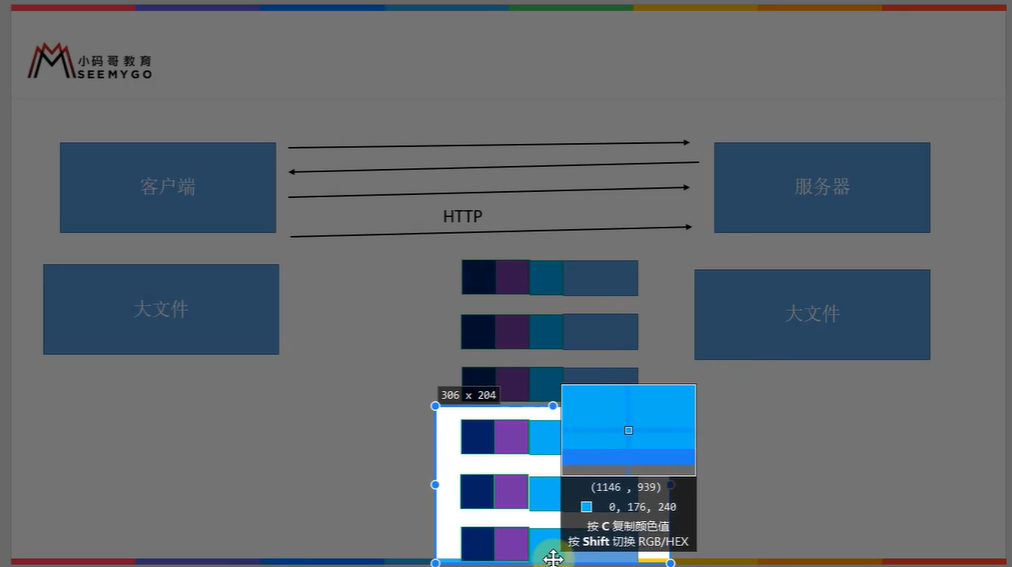 小码哥教育
SEEMYGO
客户端
服务器
HTTP
大文件
大文件
306 x 204
(1146 , 939)
0, 176, 240
按 C 复制颜色值
按 Shift 切换 RGB/HEX